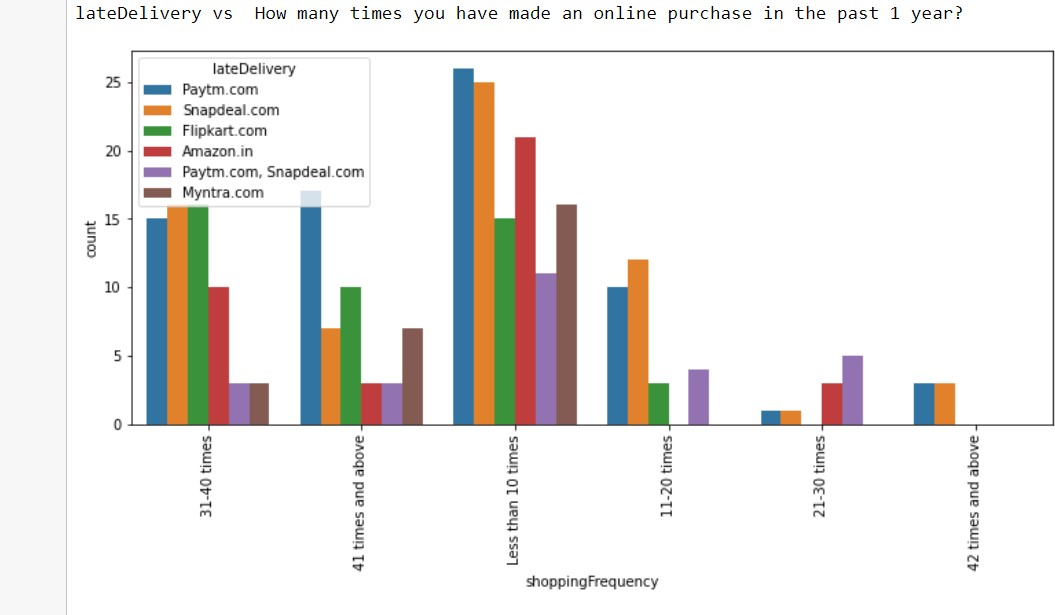 lateDelivery vs  How many times you have made an online purchase in the past 1 year?
lateDelivery
Paytm.com
Snapdeal.com
Flipkart.com
Amazon.in
Paytm.com, Snapdeal.com
Myntra.com
25
20
15
10
5
0
count
31-40 times
41 times and above
Less than 10 times
11-20 times
21-30 times
42 times and above
shoppingFrequency